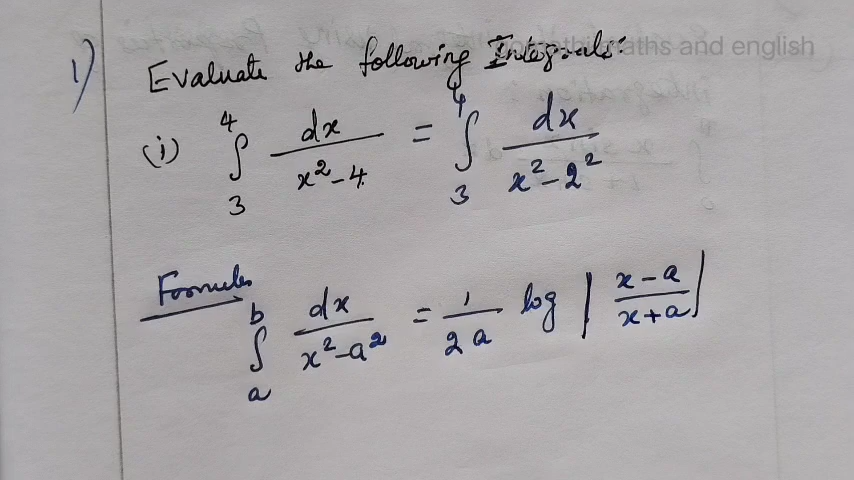 1) Evaluate the following Integrals:
(i) ∫₃⁴ dx/(x²-4) = ∫₃⁴ dx/(x²-2²)
Formula
∫ₐᵇ dx/(x²-a²) = 1/2a log |(x-a)/(x+a)|
maths and english